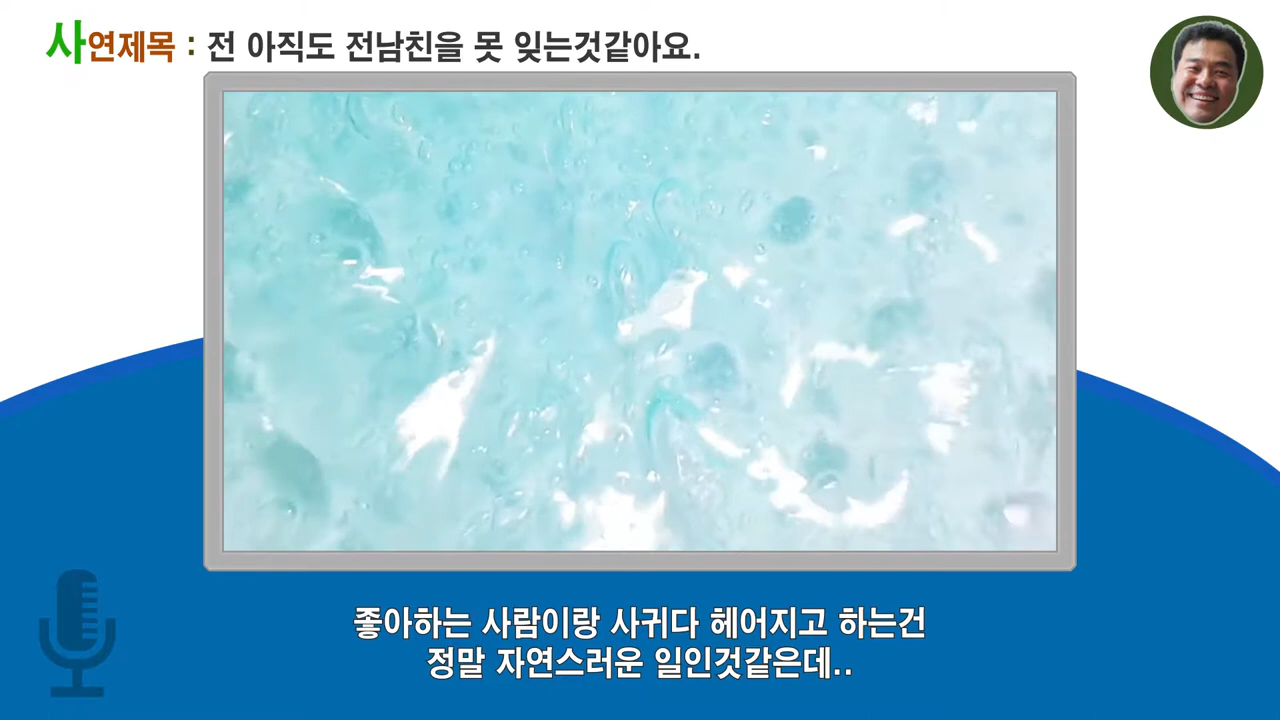 사연제목 : 전 아직도 전남친을 못 잊는것같아요.
좋아하는 사람이랑 사귀다 헤어지고 하는건
정말 자연스러운 일인것같은데..